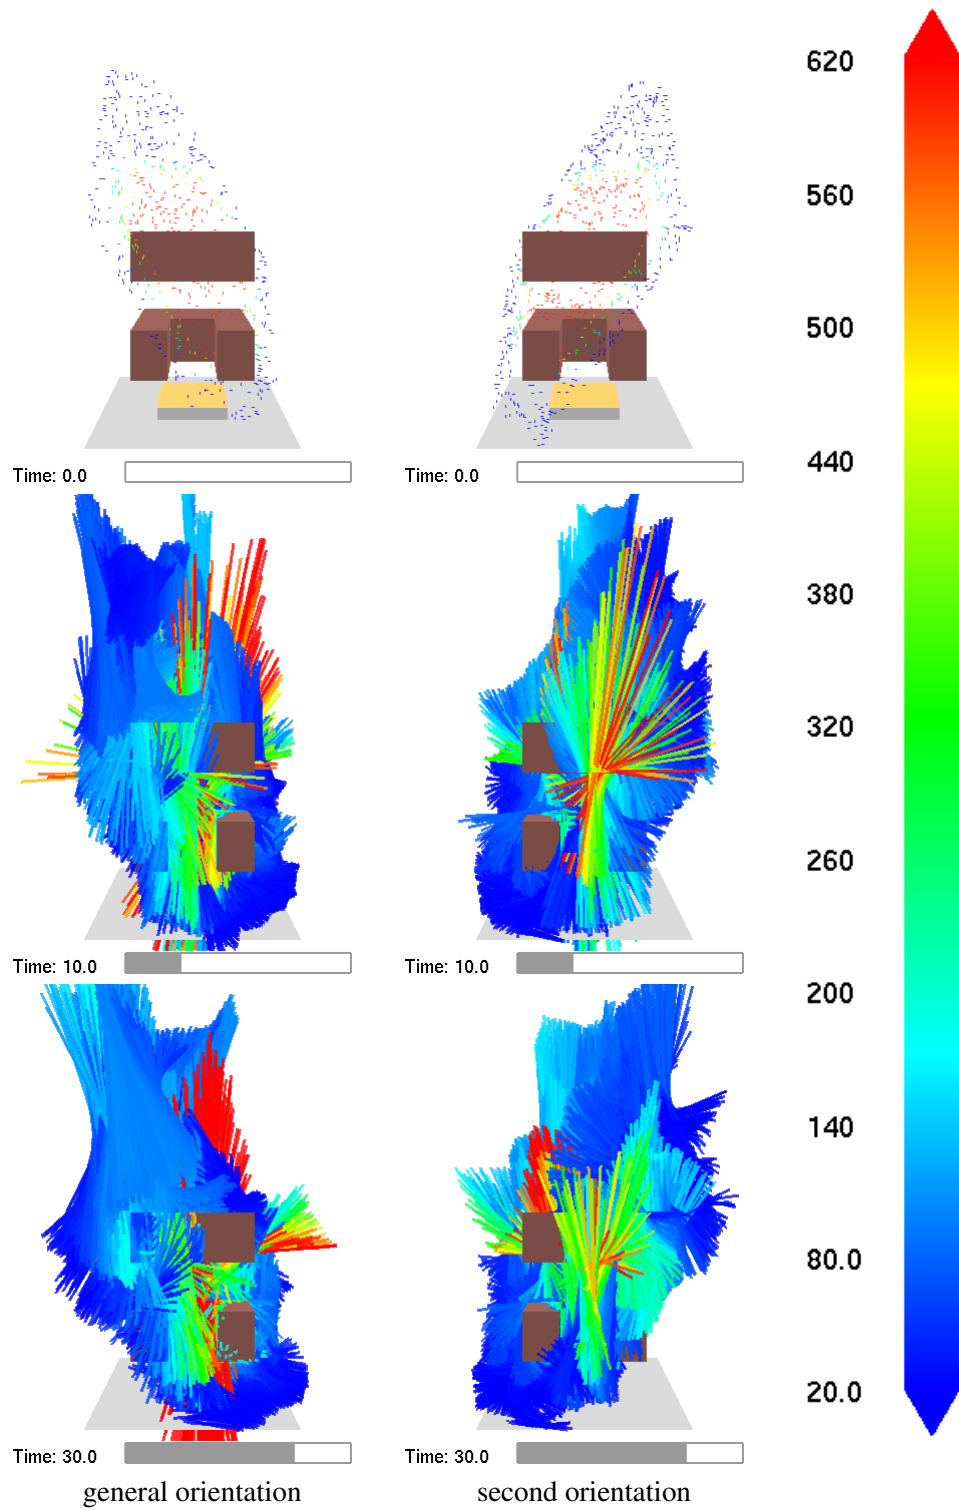 620
560
500
440
380
320
260
200
140
80.0
20.0
Time: 0.0
Time: 0.0
Time: 10.0
Time: 10.0
Time: 30.0
Time: 30.0
general orientation
second orientation